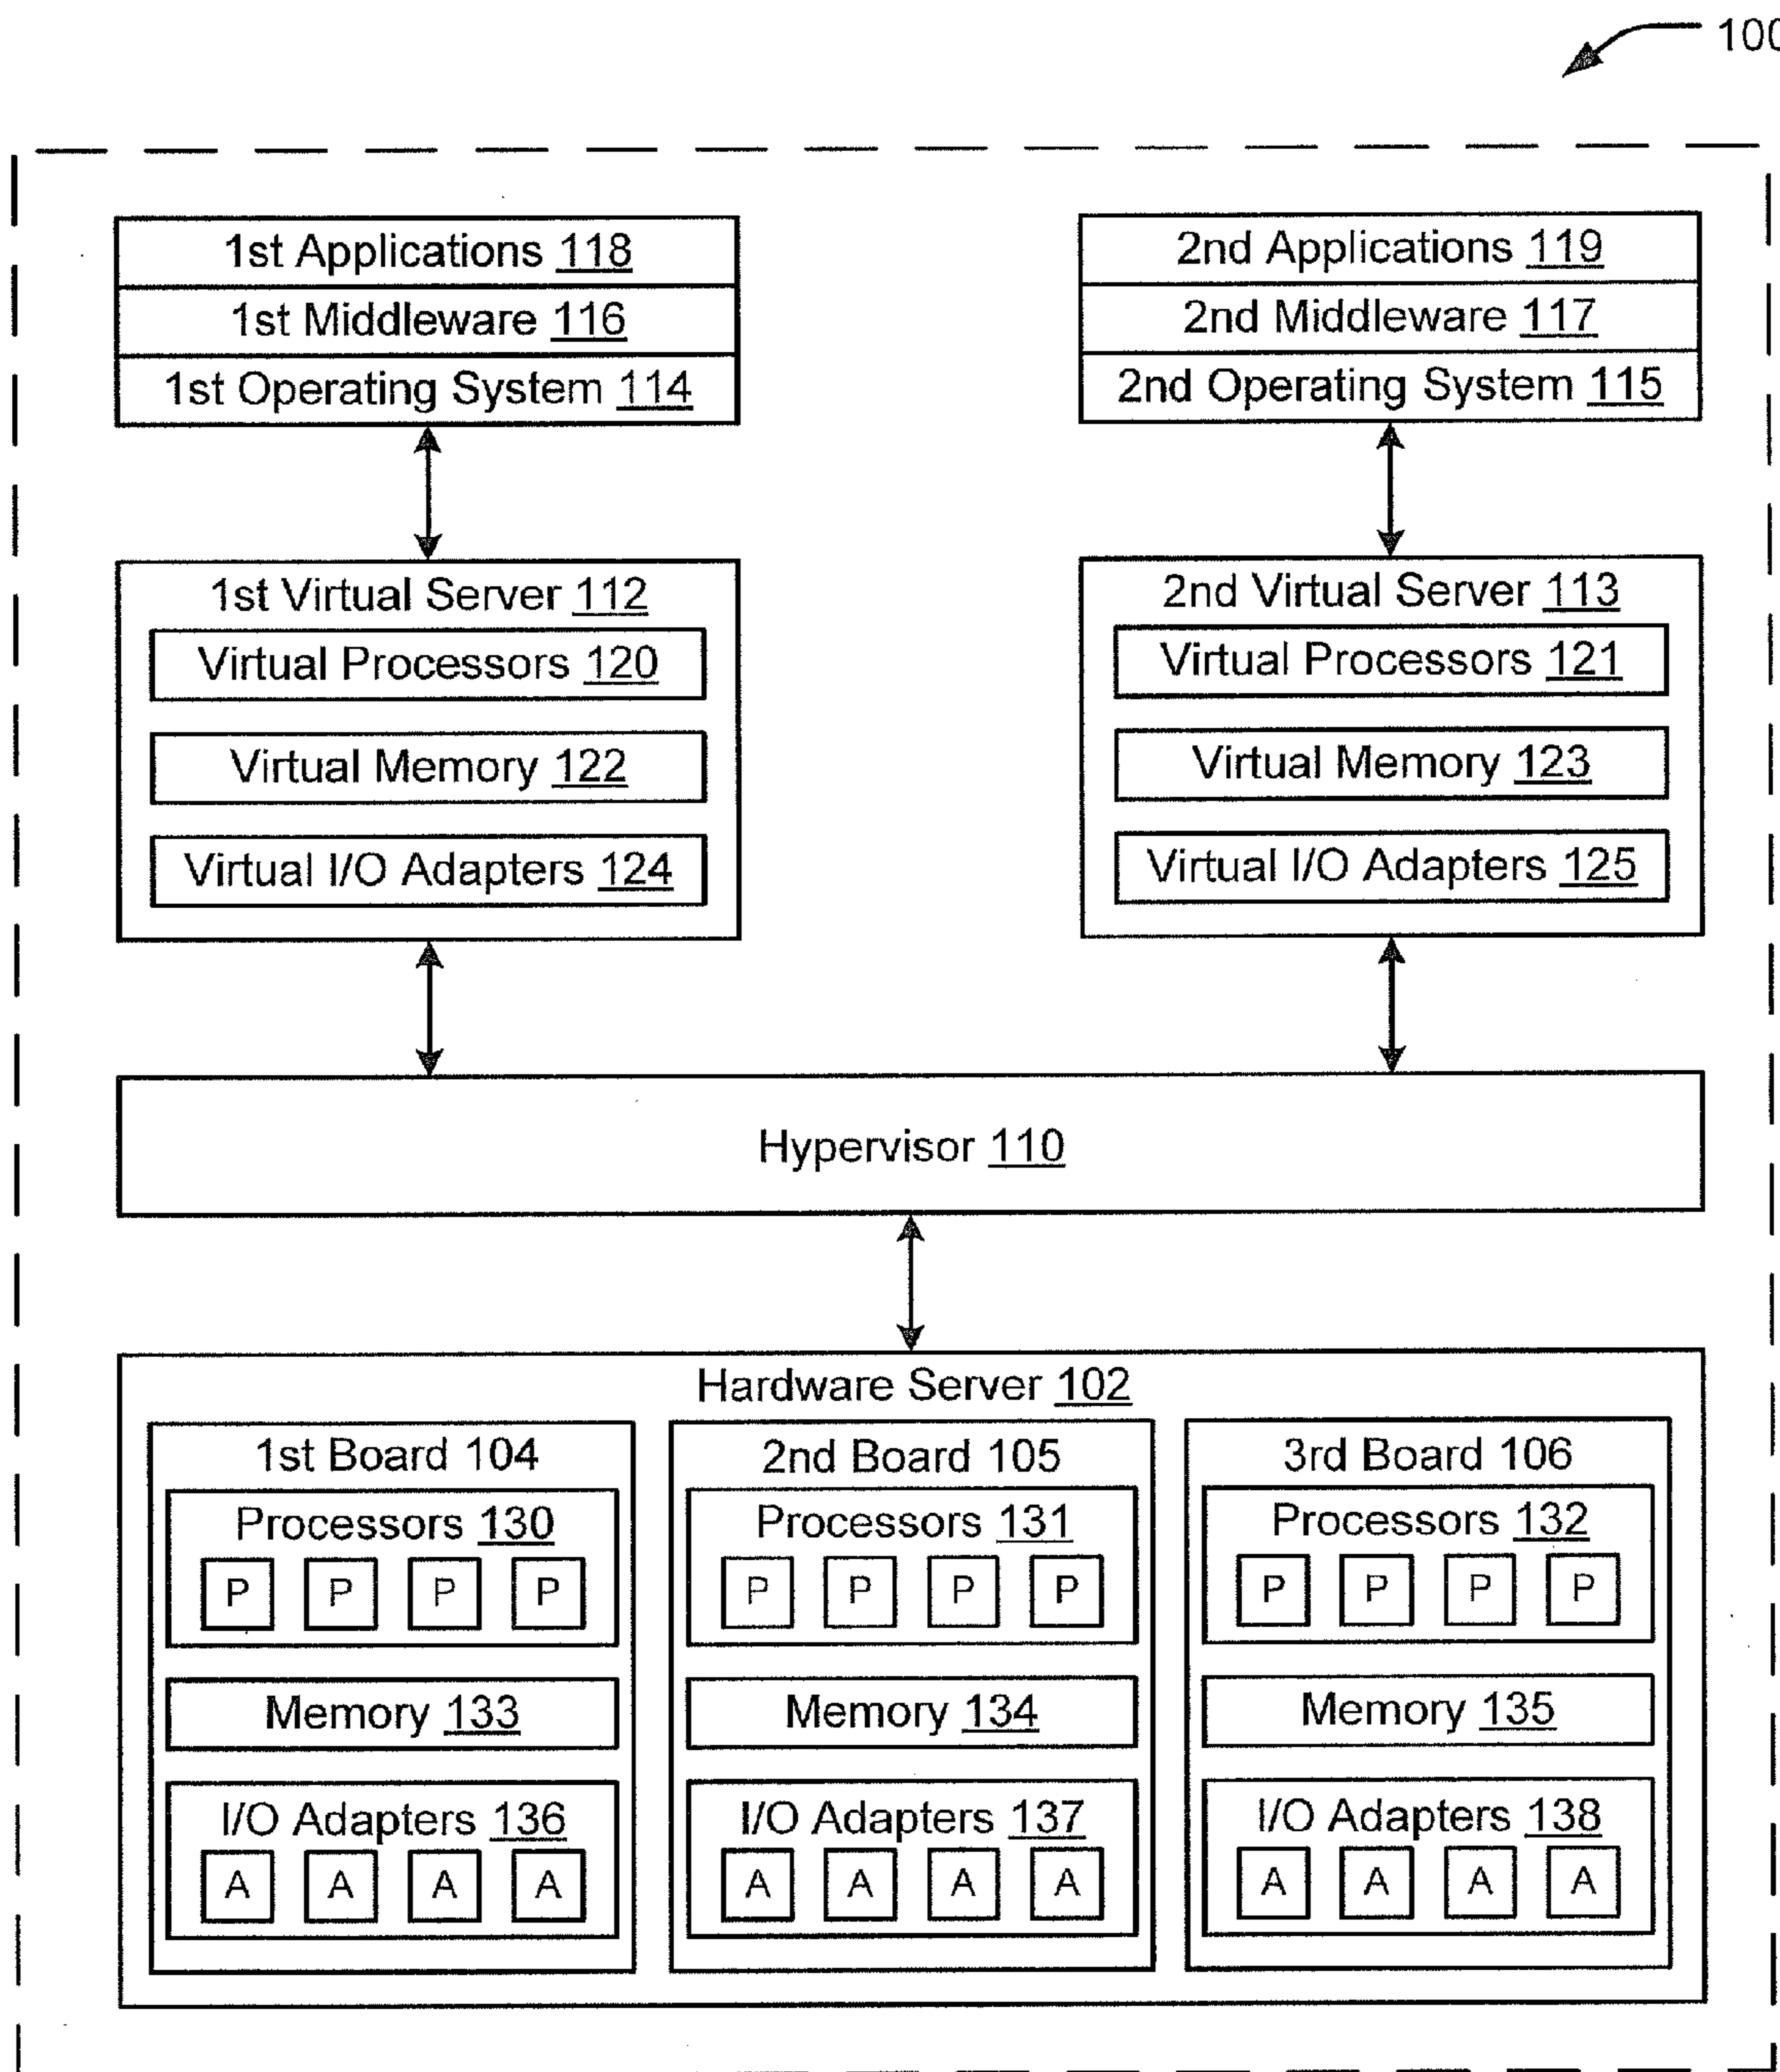 100
1st Applications 118
1st Middleware 116
1st Operating System 114
2nd Applications 119
2nd Middleware 117
2nd Operating System 115
1st Virtual Server 112
Virtual Processors 120
Virtual Memory 122
Virtual I/O Adapters 124
2nd Virtual Server 113
Virtual Processors 121
Virtual Memory 123
Virtual I/O Adapters 125
Hypervisor 110
Hardware Server 102
1st Board 104
Processors 130
P P P P
Memory 133
I/O Adapters 136
A A A A
2nd Board 105
Processors 131
P P P P
Memory 134
I/O Adapters 137
A A A A
3rd Board 106
Processors 132
P P P P
Memory 135
I/O Adapters 138
A A A A